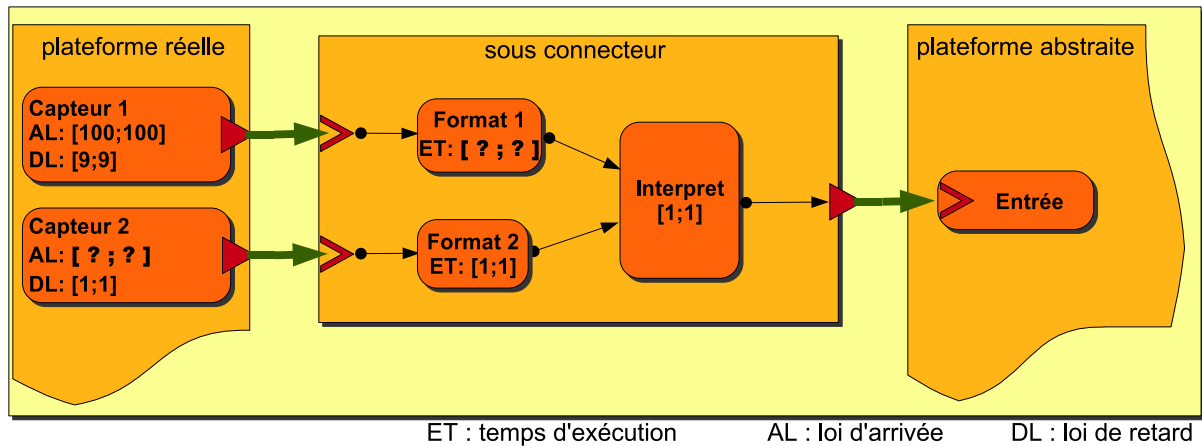 plateforme réelle
sous connecteur
plateforme abstraite
Capteur 1
AL: [100;100]
DL: [9;9]
Format 1
ET: [ ? ; ? ]
Interpret
[1;1]
Entrée
Capteur 2
AL: [ ? ; ? ]
DL: [1;1]
Format 2
ET: [1;1]
ET : temps d'exécution AL : loi d'arrivée DL : loi de retard